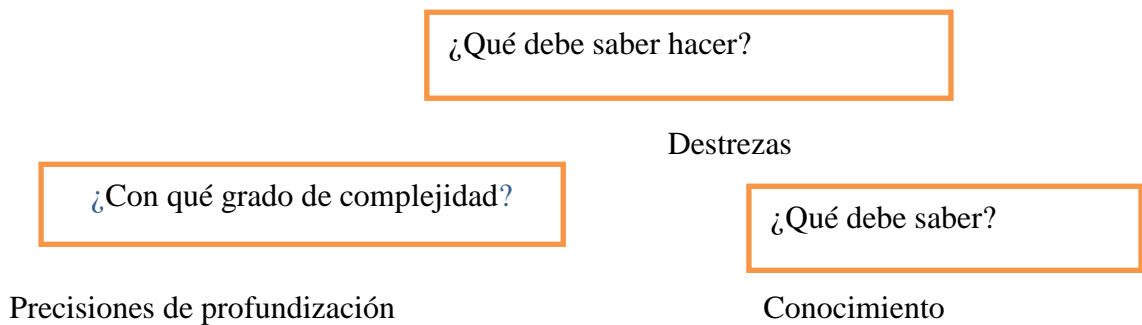 ¿Qué debe saber hacer?
Destrezas
¿Con qué grado de complejidad?
¿Qué debe saber?
Precisiones de profundización
Conocimiento